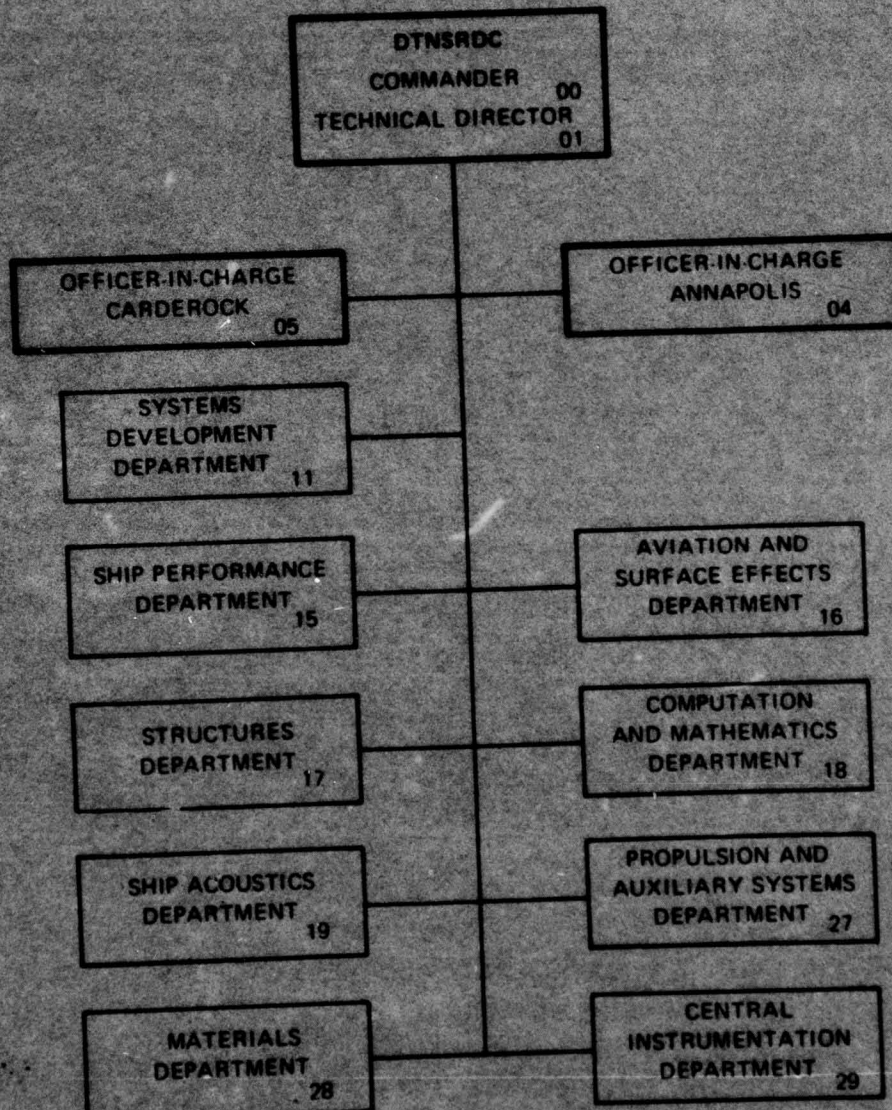 DTNSRDC
COMMANDER 00
TECHNICAL DIRECTOR
01
OFFICER-IN-CHARGE
CARDEROCK
05
OFFICER-IN-CHARGE
ANNAPOLIS
04
SYSTEMS
DEVELOPMENT
DEPARTMENT 11
SHIP PERFORMANCE
DEPARTMENT 15
AVIATION AND
SURFACE EFFECTS
DEPARTMENT 16
STRUCTURES
DEPARTMENT 17
COMPUTATION
AND MATHEMATICS
DEPARTMENT 18
SHIP ACOUSTICS
DEPARTMENT 19
PROPULSION AND
AUXILIARY SYSTEMS
DEPARTMENT 27
MATERIALS
DEPARTMENT
28
CENTRAL
INSTRUMENTATION
DEPARTMENT 29